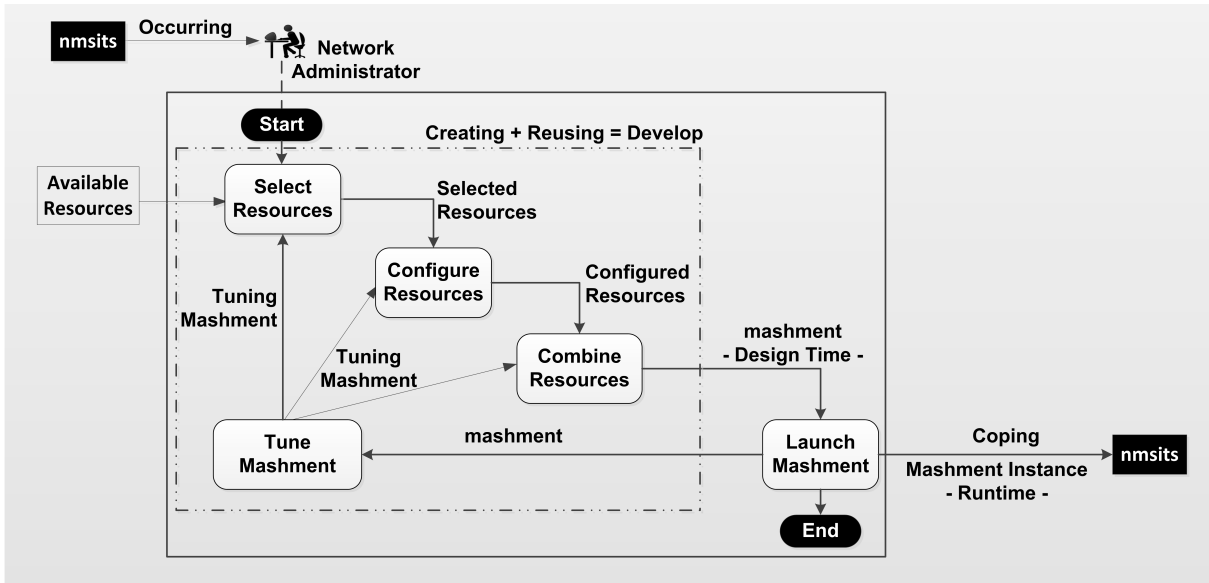 nmsits
Occurring
Network
Administrator
Start
Creating + Reusing = Develop
Available
Resources
Select
Resources
Selected
Resources
Configure
Resources
Configured
Resources
Tuning
Mashment
Tuning
Mashment
Combine
Resources
mashment
- Design Time -
Tune
Mashment
mashment
Launch
Mashment
Coping
Mashment Instance
- Runtime -
nmsits
End